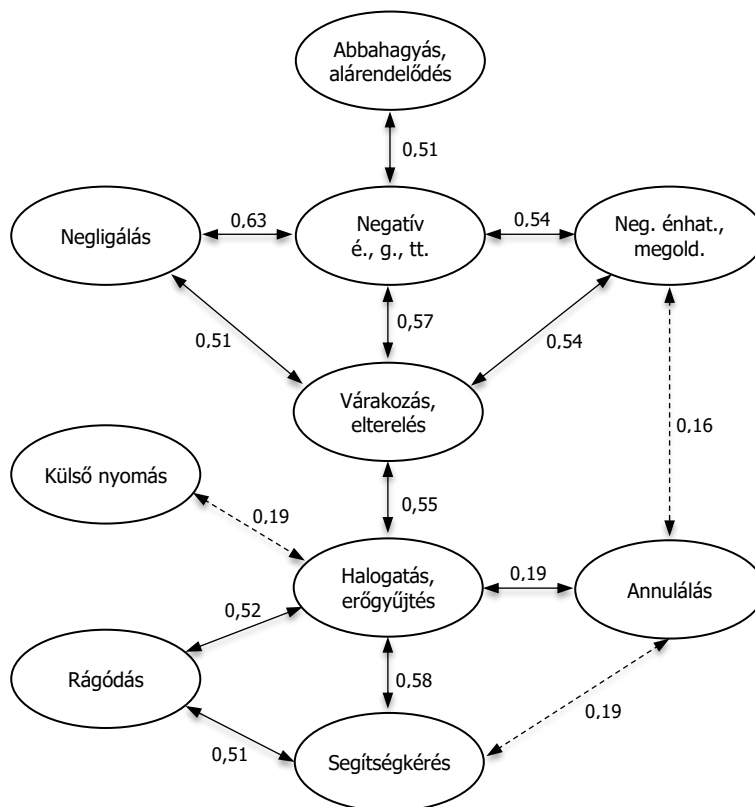 Abbahagyás,
alárendelődés
0,51
Negligálás
0,63
Negatív
é., g., tt.
0,54
Neg. énhat.,
megold.
0,51
0,57
0,54
Várakozás,
elterelés
0,16
Külső nyomás
0,55
0,19
Halogatás,
erőgyűjtés
0,19
Annulálás
0,52
Rágódás
0,58
0,19
0,51
Segítségkérés